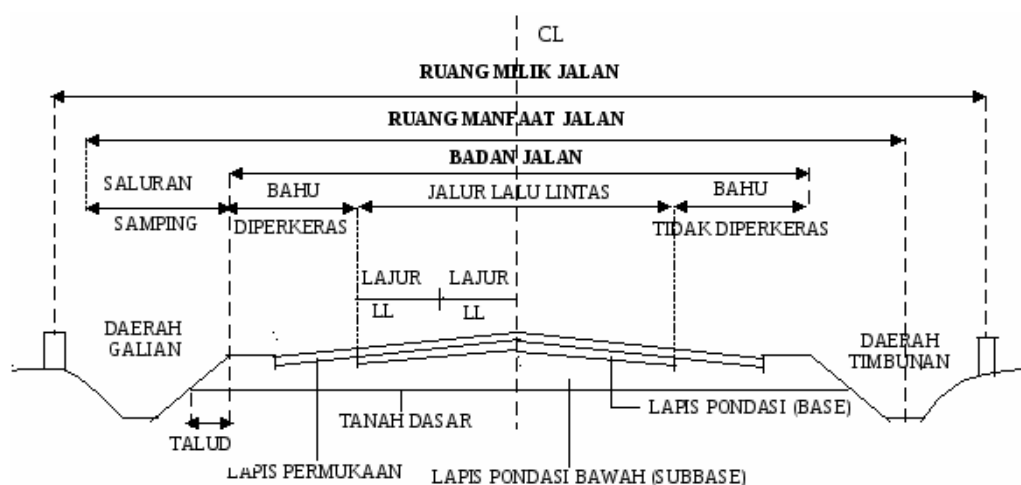 CL
RUANG MILIK JALAN
RUANG MANFAAT JALAN
BADAN JALAN
SALURAN
SAMPING
BAHU
DIPERKERAS
JALUR LALU LINTAS
BAHU
TIDAK DIPERKERAS
LAJUR
LL
LAJUR
LL
DAERAH
GALIAN
DAERAH
TIMBUNAN
TALUD
TANAH DASAR
LAPIS PONDASI (BASE)
LAPIS PERMUKAAN
LAPIS PONDASI BAWAH (SUBBASE)